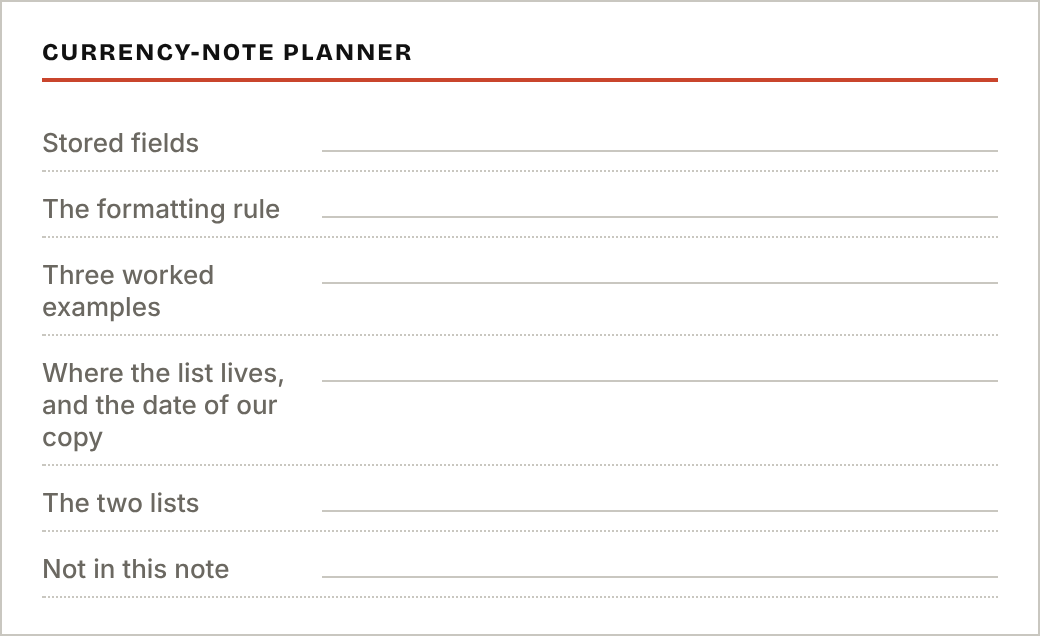 CURRENCY-NOTE PLANNER
Stored fields
The formatting rule
Three worked
examples
Where the list lives,
and the date of our
copy
The two lists
Not in this note